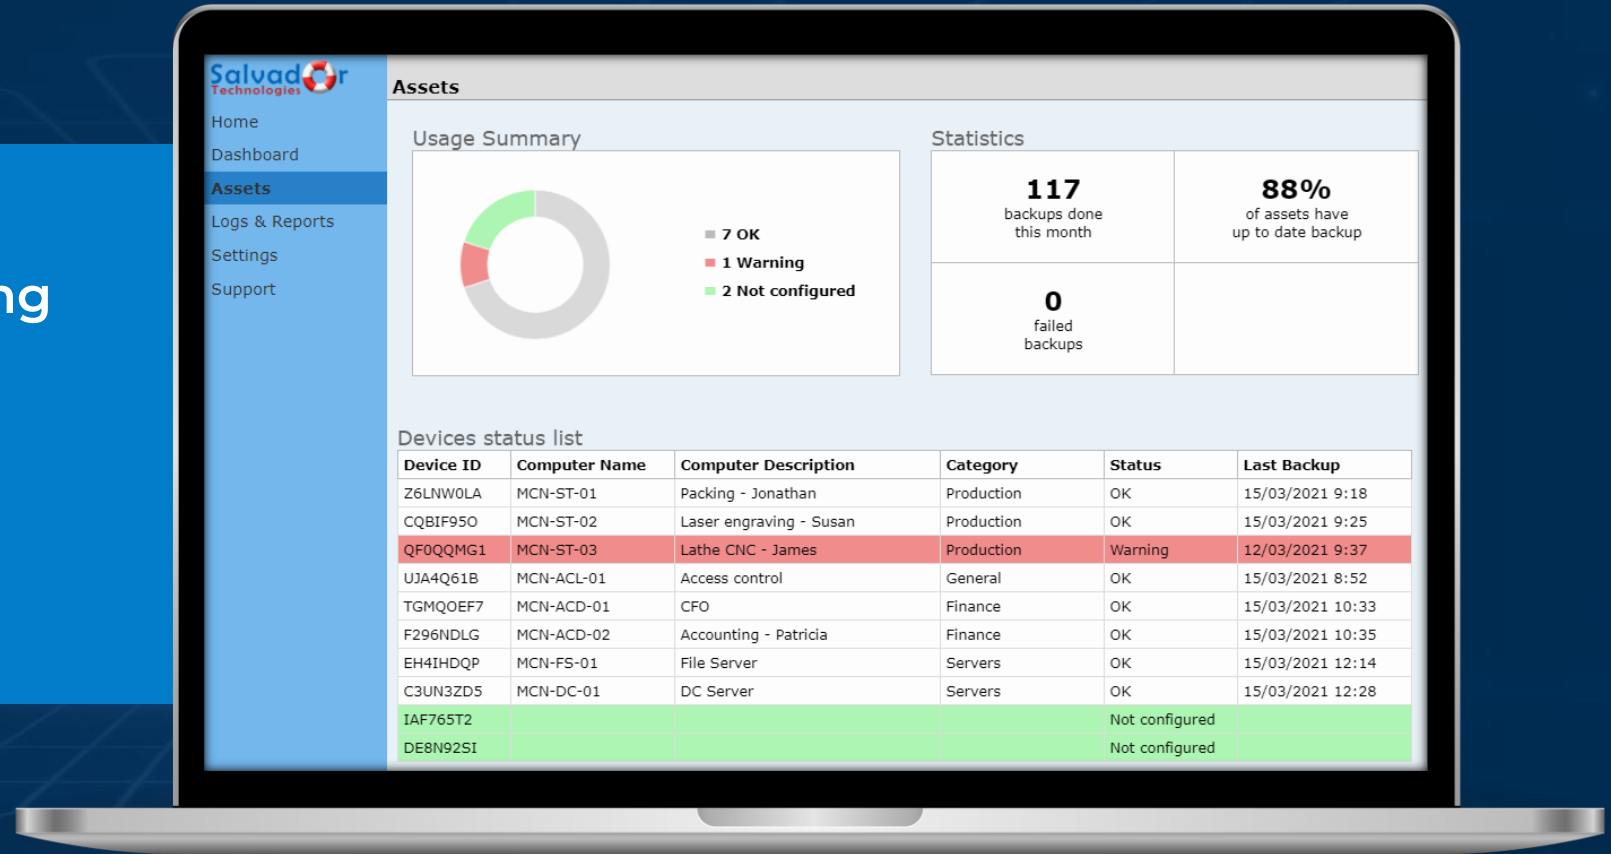 ng
Salvador
Technologies
Home
Dashboard
Assets
Logs & Reports
Settings
Support
Assets
Usage Summary
7 OK
1 Warning
2 Not configured
Statistics
117
backups done
this month
88%
of assets have
up to date backup
0
failed
backups
Devices status list
Device ID Computer Name Computer Description Category Status Last Backup
Z6LNW0LA MCN-ST-01 Packing - Jonathan Production OK 15/03/2021 9:18
CQBIF95O MCN-ST-02 Laser engraving - Susan Production OK 15/03/2021 9:25
QF0QQMG1 MCN-ST-03 Lathe CNC - James Production Warning 12/03/2021 9:37
UJA4Q61B MCN-ACL-01 Access control General OK 15/03/2021 8:52
TGMQOEF7 MCN-ACD-01 CFO Finance OK 15/03/2021 10:33
F296NDLG MCN-ACD-02 Accounting - Patricia Finance OK 15/03/2021 10:35
EH4IHDQP MCN-FS-01 File Server Servers OK 15/03/2021 12:14
C3UN3ZD5 MCN-DC-01 DC Server Servers OK 15/03/2021 12:28
IAF765T2 Not configured
DE8N92SI Not configured